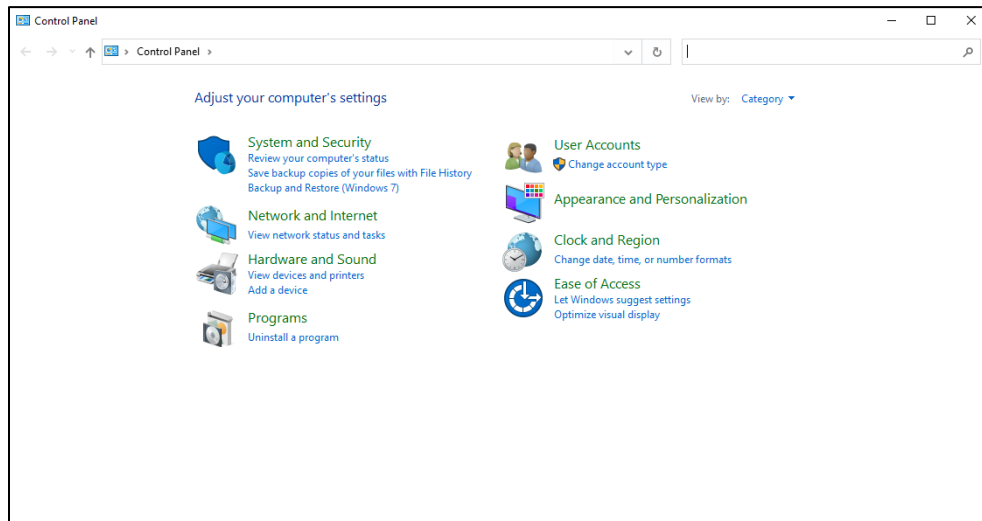 Control Panel
Control Panel
Adjust your computer's settings
View by: Category
System and Security
Review your computer's status
Save backup copies of your files with File History
Backup and Restore (Windows 7)
Network and Internet
View network status and tasks
Hardware and Sound
View devices and printers
Add a device
Programs
Uninstall a program
User Accounts
Change account type
Appearance and Personalization
Clock and Region
Change date, time, or number formats
Ease of Access
Let Windows suggest settings
Optimize visual display